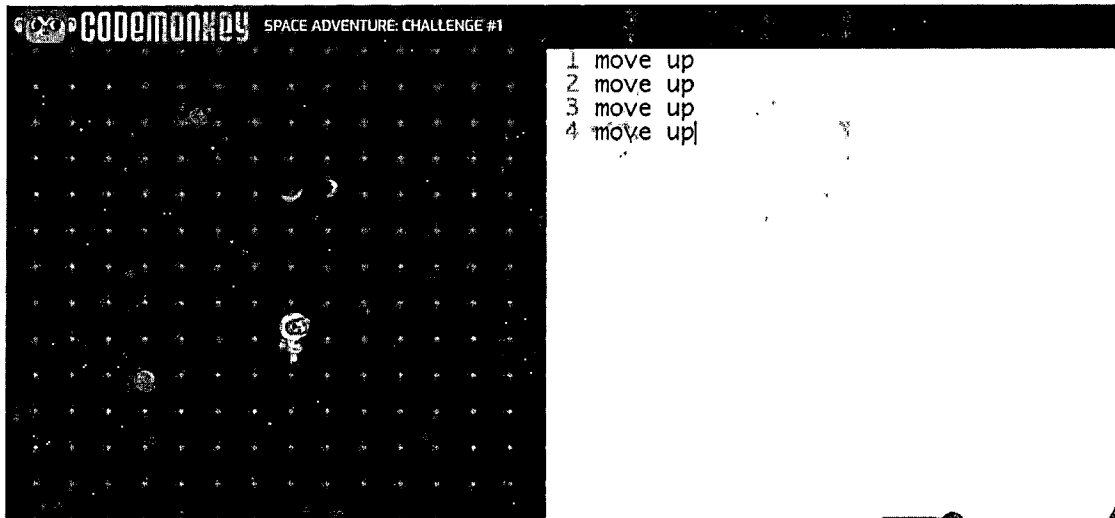 CODEMONKEY SPACE ADVENTURE: CHALLENGE #1
1 move up
2 move up
3 move up
4 move up